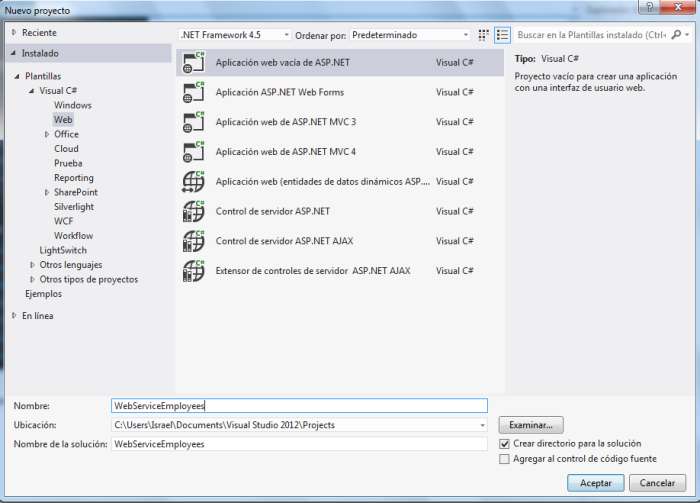 Nuevo proyecto
Reciente
.NET Framework 4.5
Ordenar por:
Predeterminado
Buscar en la Plantillas instalado (Ctrl+
Instalado
Plantillas
Visual C#
Windows
Web
Office
Cloud
Prueba
Reporting
SharePoint
Silverlight
WCF
Workflow
LightSwitch
Otros lenguajes
Otros tipos de proyectos
Ejemplos
En línea
C# Aplicación web vacía de ASP.NET Visual C#
C# Aplicación ASP.NET Web Forms Visual C#
C# Aplicación web de ASP.NET MVC 3 Visual C#
C# Aplicación web de ASP.NET MVC 4 Visual C#
C# Aplicación web (entidades de datos dinámicos ASP.... Visual C#
C# Control de servidor ASP.NET Visual C#
C# Control de servidor ASP.NET AJAX Visual C#
C# Extensor de controles de servidor ASP.NET AJAX Visual C#
Tipo: Visual C#
Proyecto vacío para crear una aplicación
con una interfaz de usuario web.
Nombre: WebServiceEmployees
Ubicación: C:\Users\Israel\Documents\Visual Studio 2012\Projects
Examinar...
Nombre de la solución: WebServiceEmployees
Crear directorio para la solución
Agregar al control de código fuente
Aceptar
Cancelar